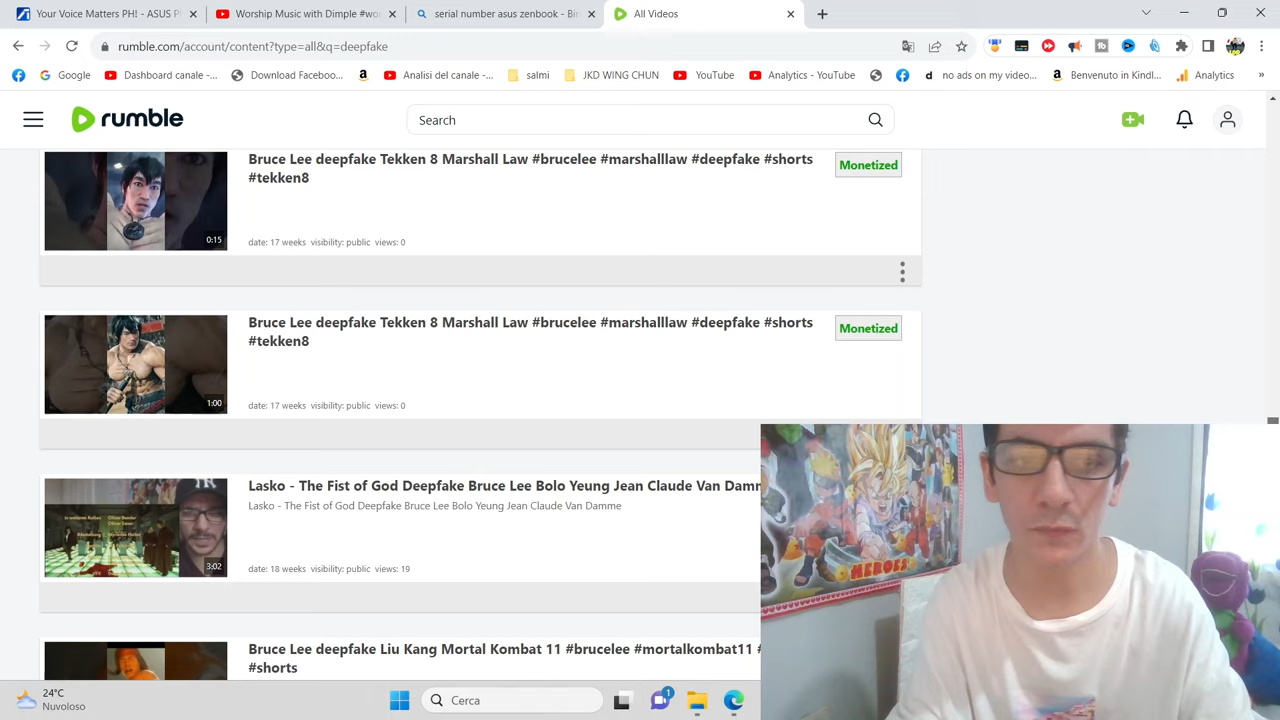 Your Voice Matters PH! - ASUS P
Worship Music with Dimple #wo
serial number asus zenbook - Bin
All Videos
rumble.com/account/content?type=all&q=deepfake
Google
Dashboard canale -...
Download Faceboo...
Analisi del canale -...
salmi
JKD WING CHUN
YouTube
Analytics - YouTube
no ads on my video...
Benvenuto in Kindl...
Analytics
»
rumble
Search
Bruce Lee deepfake Tekken 8 Marshall Law #brucelee #marshalllaw #deepfake #shorts
#tekken8
Monetized
0:15
date: 17 weeks visibility: public views: 0
Bruce Lee deepfake Tekken 8 Marshall Law #brucelee #marshalllaw #deepfake #shorts
#tekken8
Monetized
1:00
date: 17 weeks visibility: public views: 0
Lasko - The Fist of God Deepfake Bruce Lee Bolo Yeung Jean Claude Van Damm
Lasko - The Fist of God Deepfake Bruce Lee Bolo Yeung Jean Claude Van Damme
3:02
date: 18 weeks visibility: public views: 19
Bruce Lee deepfake Liu Kang Mortal Kombat 11 #brucelee #mortalkombat11 #
#shorts
HEROES
24°C
Nuvoloso
Cerca
1